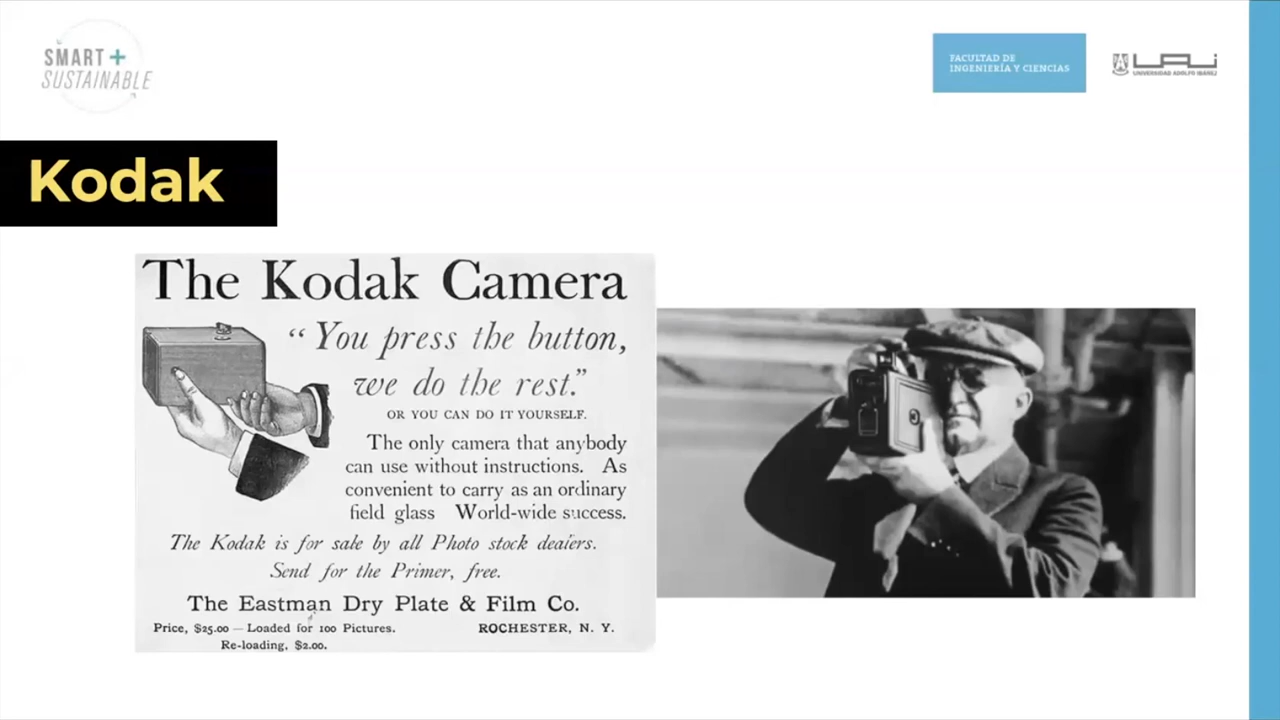 SMART +
SUSTAINABLE
FACULTAD DE
INGENIERÍA Y CIENCIAS
UAI
UNIVERSIDAD ADOLFO IBÁÑEZ
Kodak
The Kodak Camera
“You press the button,
we do the rest.”
OR YOU CAN DO IT YOURSELF.
The only camera that anybody
can use without instructions. As
convenient to carry as an ordinary
field glass World-wide success.
The Kodak is for sale by all Photo stock dealers.
Send for the Primer, free.
The Eastman Dry Plate & Film Co.
Price, $25.00 — Loaded for 100 Pictures. ROCHESTER, N. Y.
Re-loading, $2.00.